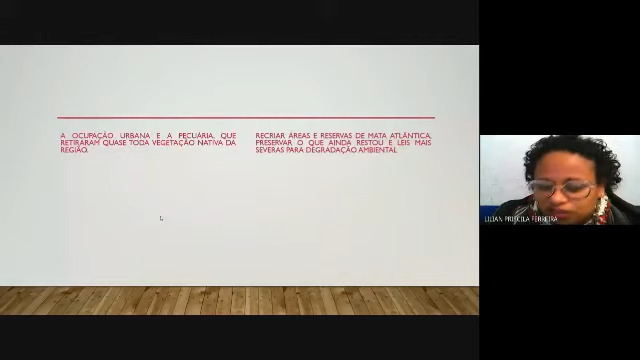 A OCUPAÇÃO URBANA E A PECUÁRIA, QUE
RETIRARAM QUASE TODA VEGETAÇÃO NATIVA DA
REGIÃO.
RECRIAR ÁREAS E RESERVAS DE MATA ATLÂNTICA,
PRESERVAR O QUE AINDA RESTOU E LEIS MAIS
SEVERAS PARA DEGRADAÇÃO AMBIENTAL
LILIAN PRISCILA FERREIRA